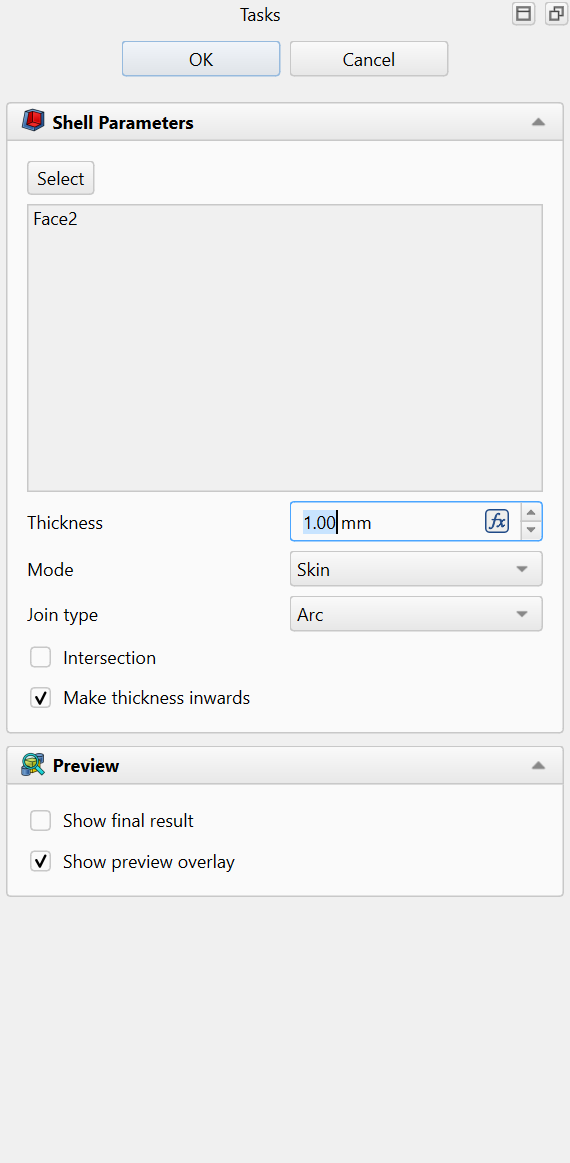 Tasks
OK Cancel
Shell Parameters
Select
Face2
Thickness 1.00 mm fx
Mode Skin
Join type Arc
Intersection
Make thickness inwards
Preview
Show final result
Show preview overlay